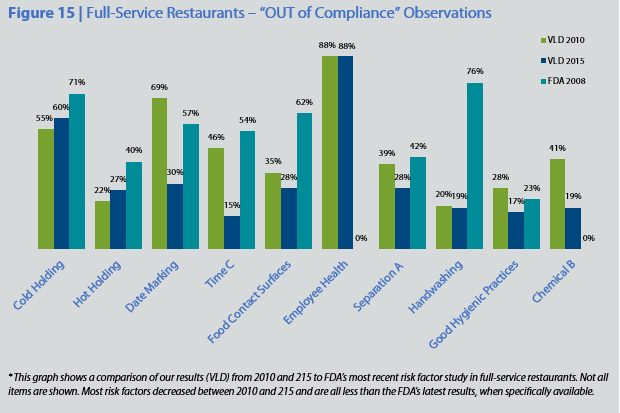 Figure 15 | Full-Service Restaurants – “OUT of Compliance” Observations
VLD 2010
VLD 2015
FDA 2008
55%
60%
71%
22%
27%
40%
69%
30%
57%
46%
15%
54%
35%
28%
62%
88%
88%
0%
39%
28%
42%
20%
19%
76%
28%
17%
23%
41%
19%
0%
Cold Holding
Hot Holding
Date Marking
Time C
Food Contact Surfaces
Employee Health
Separation A
Handwashing
Good Hygienic Practices
Chemical B
*This graph shows a comparison of our results (VLD) from 2010 and 215 to FDA’s most recent risk factor study in full-service restaurants. Not all
items are shown. Most risk factors decreased between 2010 and 215 and are all less than the FDA’s latest results, when specifically available.